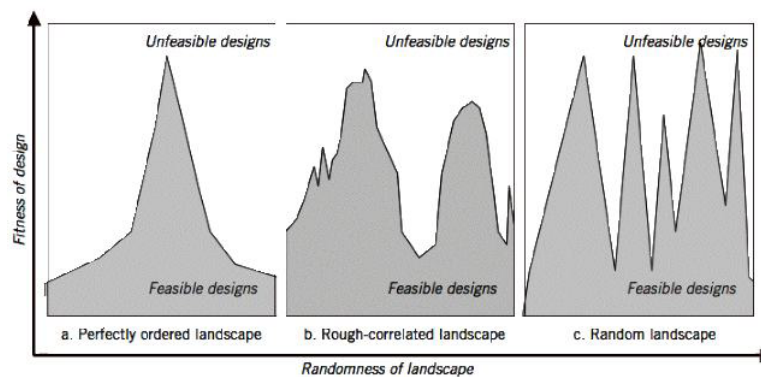 Fitness of design
Unfeasible designs
Feasible designs
a. Perfectly ordered landscape
Unfeasible designs
Feasible designs
b. Rough-correlated landscape
Unfeasible designs
Feasible designs
c. Random landscape
Randomness of landscape